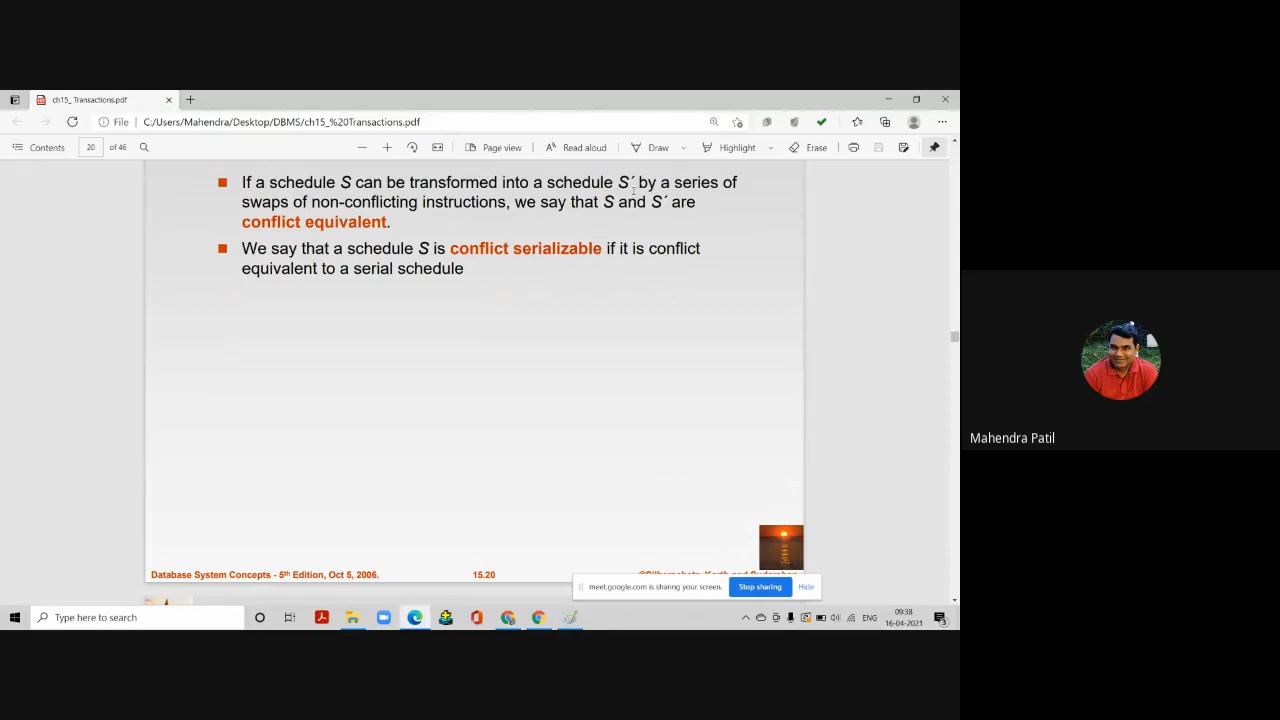 ch15_ Transactions.pdf
File
C:/Users/Mahendra/Desktop/DBMS/ch15_%20Transactions.pdf
Contents
20
of 46
Page view
Read aloud
Draw
Highlight
Erase
■ If a schedule S can be transformed into a schedule S´ by a series of
swaps of non-conflicting instructions, we say that S and S´ are
conflict equivalent.
■ We say that a schedule S is conflict serializable if it is conflict
equivalent to a serial schedule
Mahendra Patil
Database System Concepts - 5th Edition, Oct 5, 2006.
15.20
meet.google.com is sharing your screen.
Stop sharing
Hide
Type here to search
ENG
09:38
16-04-2021
3